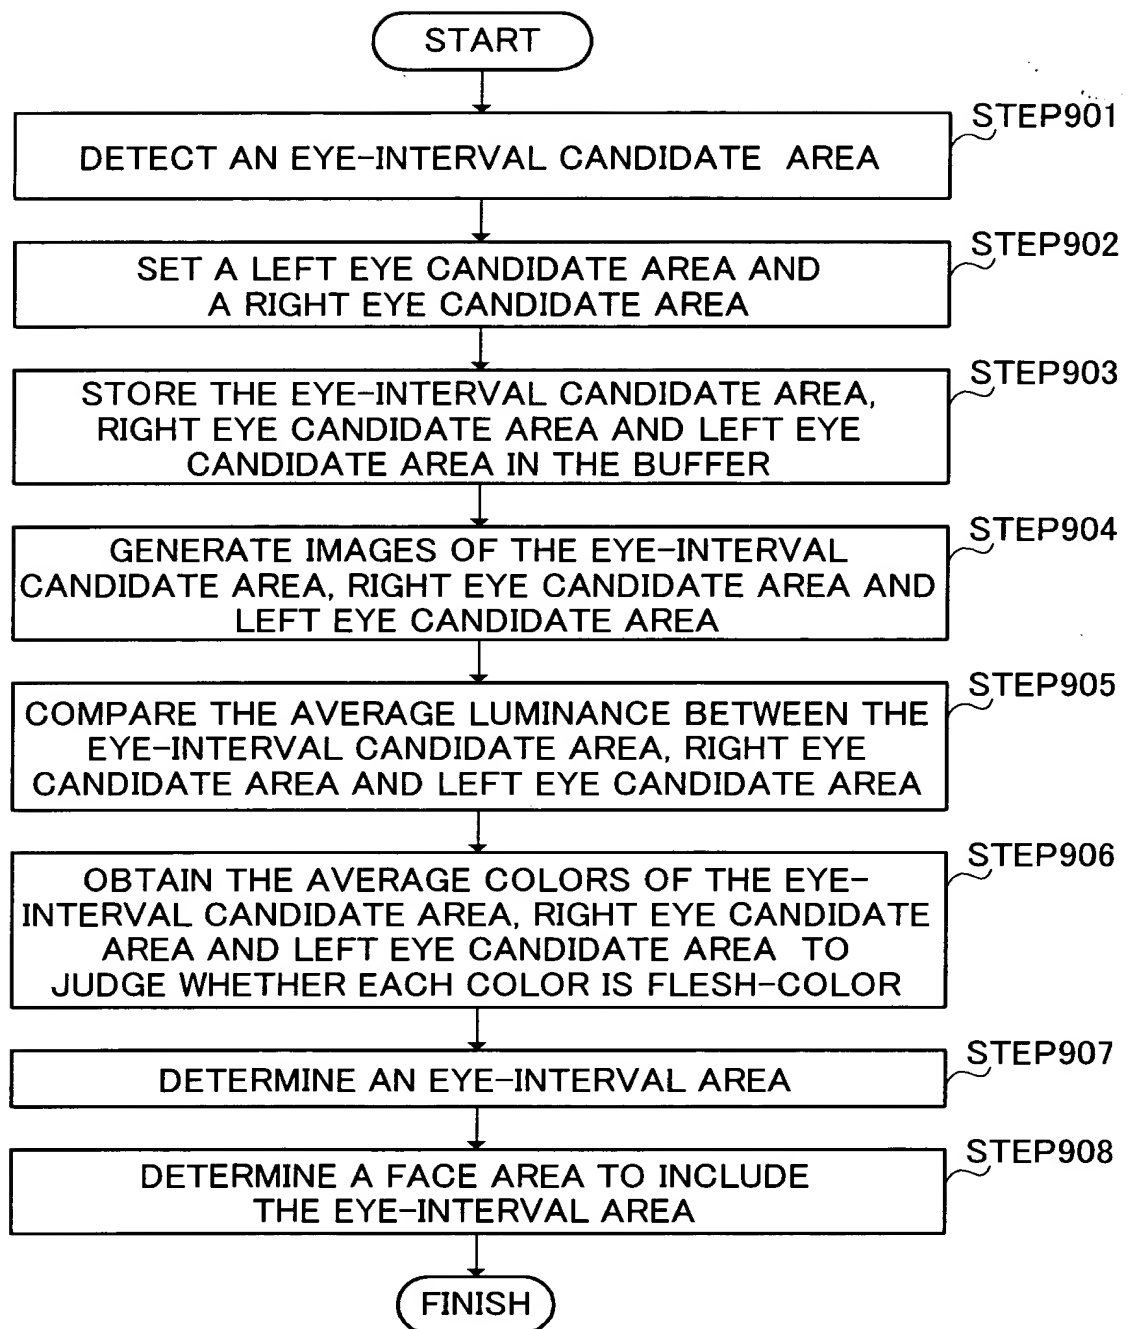 START
STEP901
DETECT AN EYE-INTERVAL CANDIDATE AREA
STEP902
SET A LEFT EYE CANDIDATE AREA AND
A RIGHT EYE CANDIDATE AREA
STEP903
STORE THE EYE-INTERVAL CANDIDATE AREA,
RIGHT EYE CANDIDATE AREA AND LEFT EYE
CANDIDATE AREA IN THE BUFFER
STEP904
GENERATE IMAGES OF THE EYE-INTERVAL
CANDIDATE AREA, RIGHT EYE CANDIDATE AREA AND
LEFT EYE CANDIDATE AREA
STEP905
COMPARE THE AVERAGE LUMINANCE BETWEEN THE
EYE-INTERVAL CANDIDATE AREA, RIGHT EYE
CANDIDATE AREA AND LEFT EYE CANDIDATE AREA
STEP906
OBTAIN THE AVERAGE COLORS OF THE EYE-
INTERVAL CANDIDATE AREA, RIGHT EYE CANDIDATE
AREA AND LEFT EYE CANDIDATE AREA TO
JUDGE WHETHER EACH COLOR IS FLESH-COLOR
STEP907
DETERMINE AN EYE-INTERVAL AREA
STEP908
DETERMINE A FACE AREA TO INCLUDE
THE EYE-INTERVAL AREA
FINISH